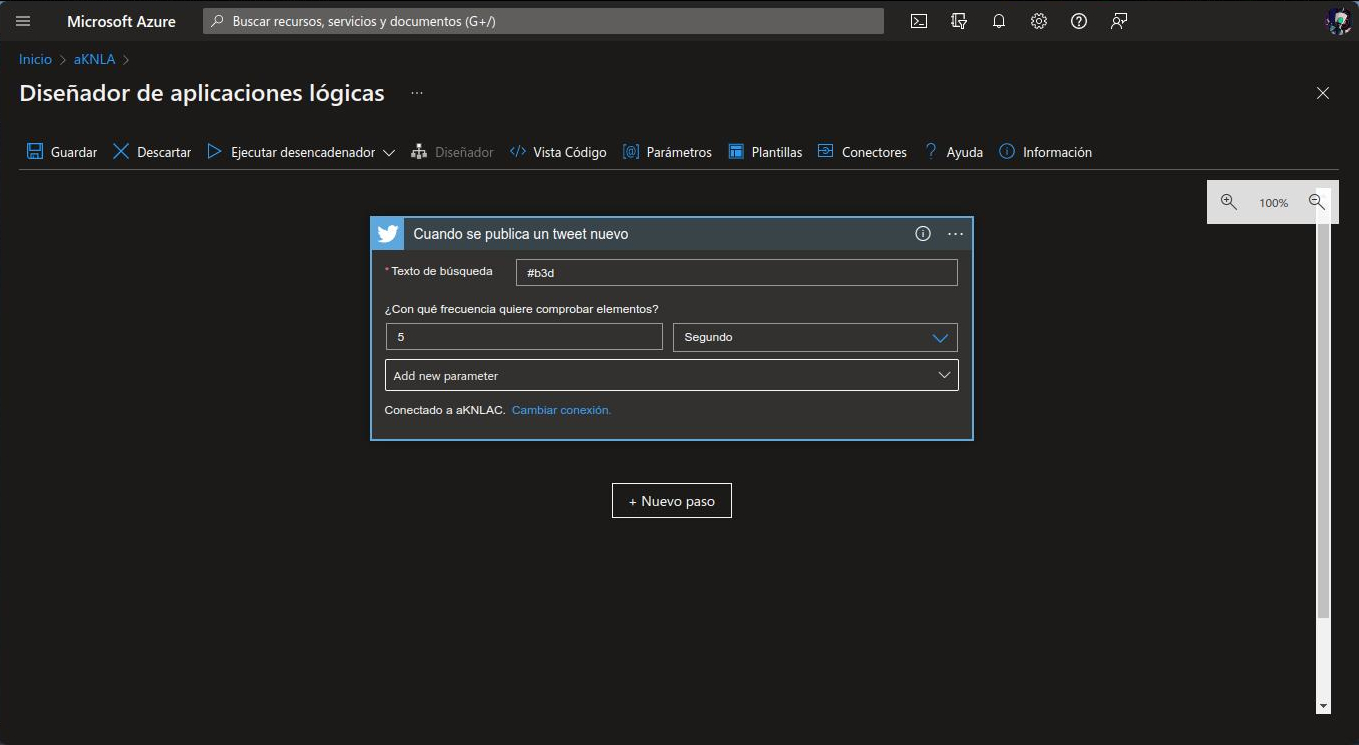 Microsoft Azure
Buscar recursos, servicios y documentos (G+/)
Inicio > aKNLA >
Diseñador de aplicaciones lógicas ...
Guardar Descartar Ejecutar desencadenador Diseñador Vista Código Parámetros Plantillas Conectores Ayuda Información
100%
Cuando se publica un tweet nuevo
* Texto de búsqueda #b3d
¿Con qué frecuencia quiere comprobar elementos?
5 Segundo
Add new parameter
Conectado a aKNLAC. Cambiar conexión.
+ Nuevo paso